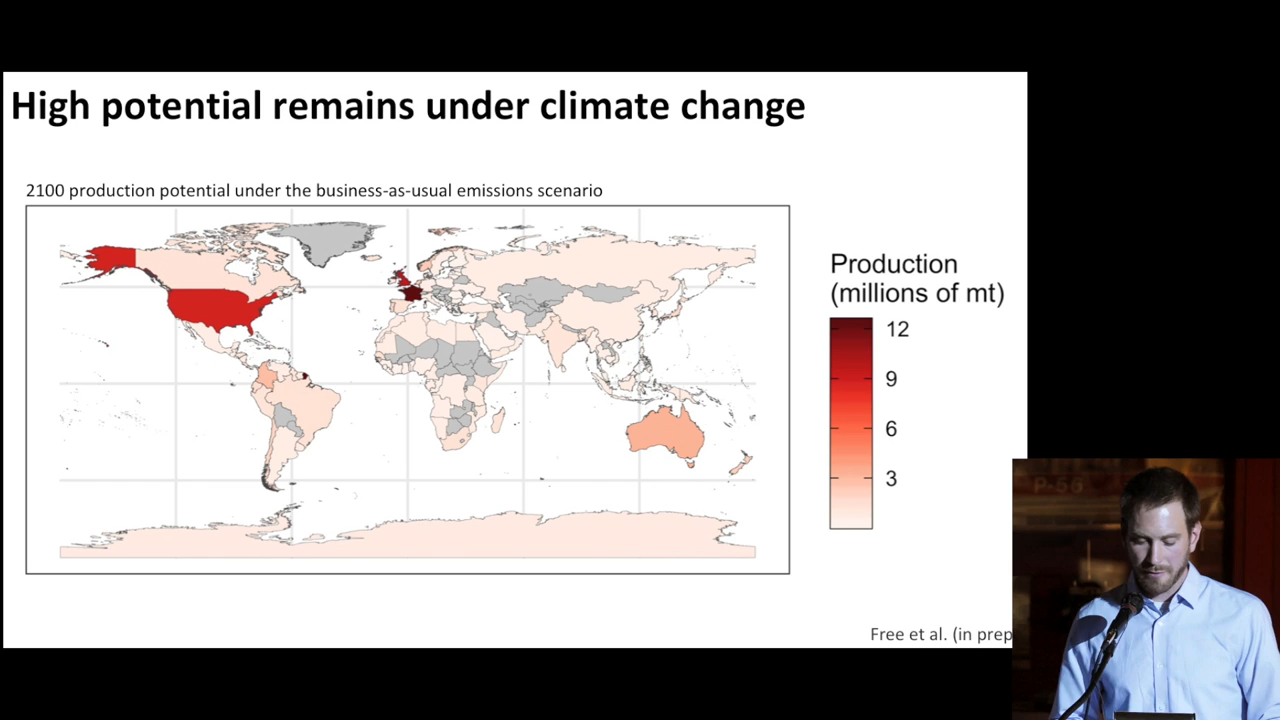 High potential remains under climate change
2100 production potential under the business-as-usual emissions scenario
Production
(millions of mt)
12
9
6
3
Free et al. (in prep
P-56